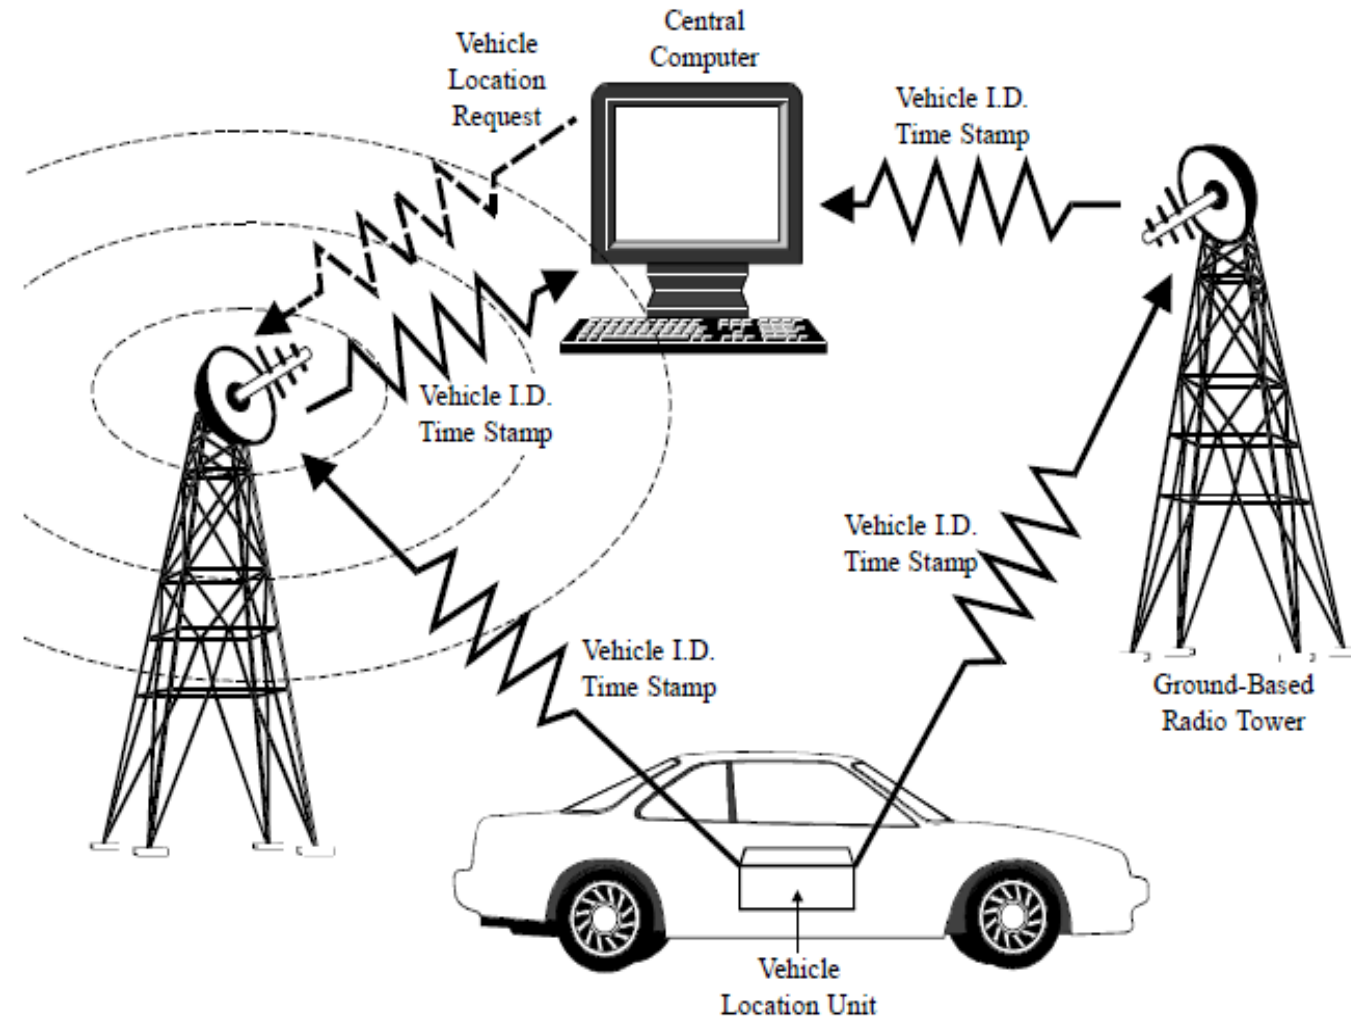 Central
Computer
Vehicle
Location
Request
Vehicle I.D.
Time Stamp
Vehicle I.D.
Time Stamp
Vehicle I.D.
Time Stamp
Vehicle I.D.
Time Stamp
Ground-Based
Radio Tower
Vehicle
Location Unit